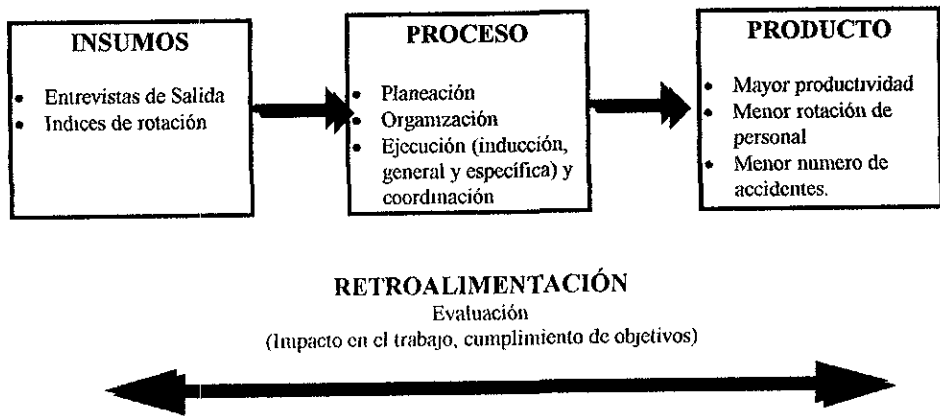 INSUMOS
• Entrevistas de Salida
• Indices de rotación
PROCESO
• Planeación
• Organización
• Ejecución (inducción,
general y específica) y
coordinación
PRODUCTO
• Mayor productividad
• Menor rotación de
personal
• Menor numero de
accidentes.
RETROALIMENTACIÓN
Evaluación
(Impacto en el trabajo, cumplimiento de objetivos)